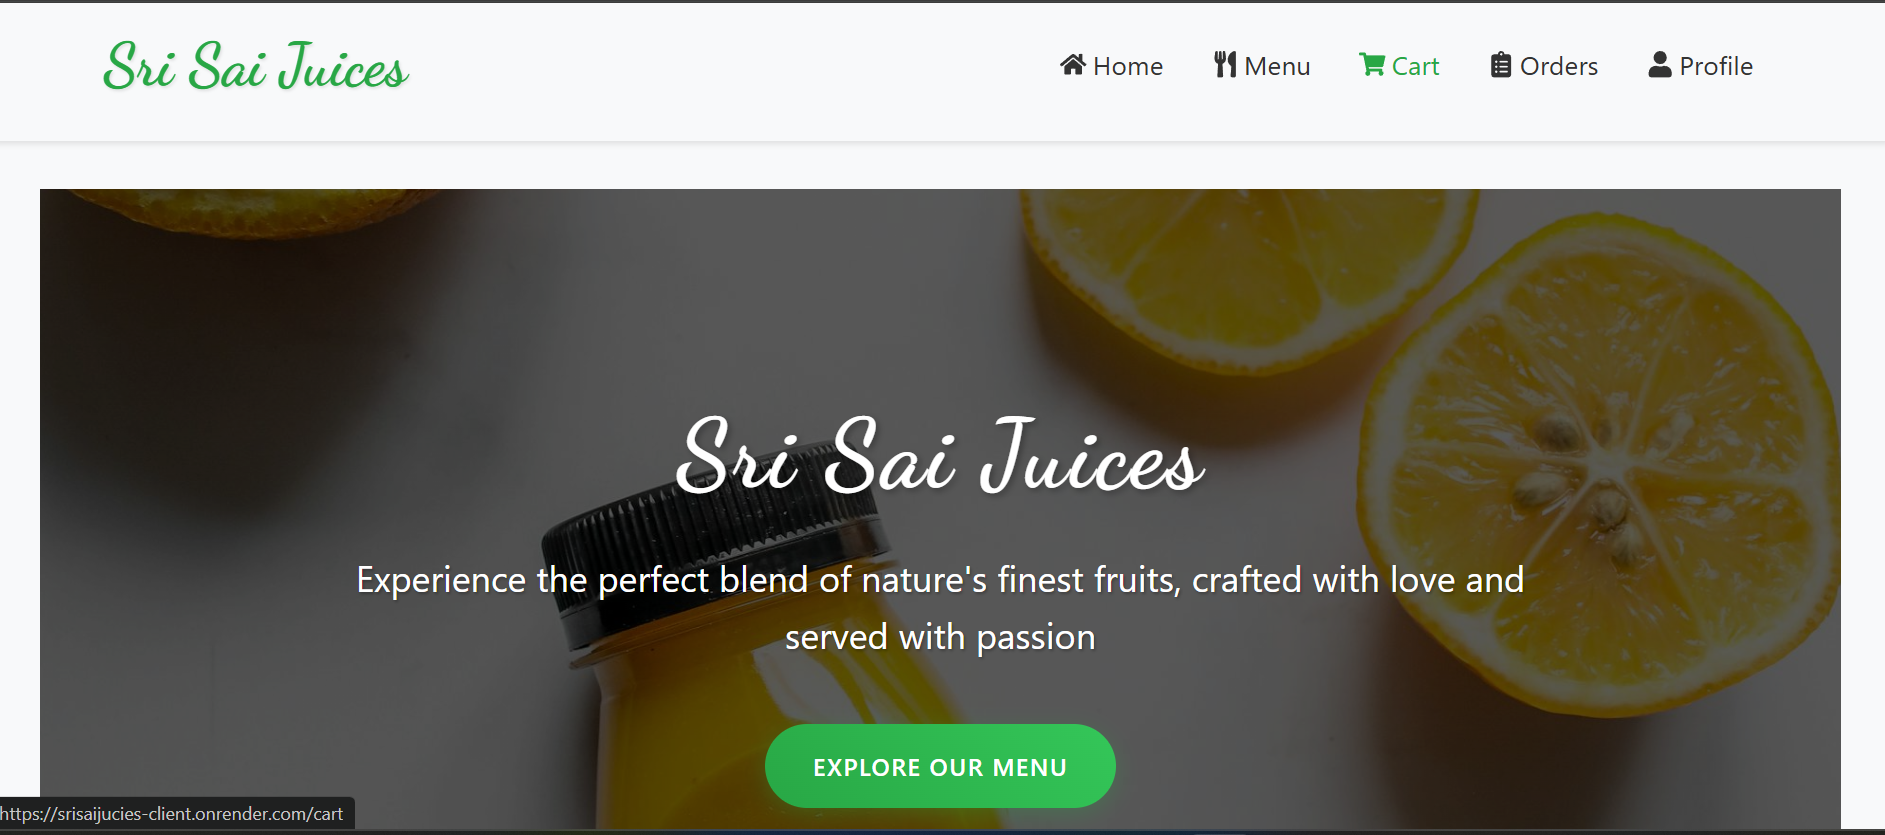 Sri Sai Juices
Home Menu Cart Orders Profile
Sri Sai Juices
Experience the perfect blend of nature's finest fruits, crafted with love and
served with passion
EXPLORE OUR MENU
https://srisaijucies-client.onrender.com/cart